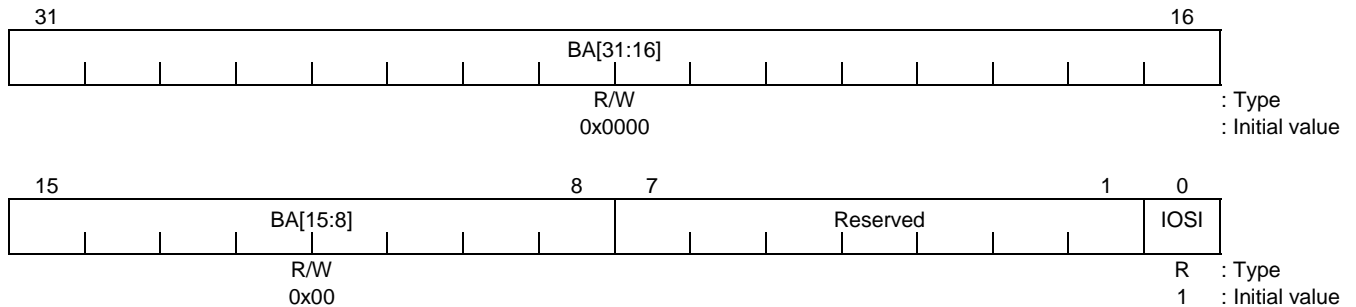 31 16
BA[31:16]
R/W : Type
0x0000 : Initial value
15 8 7 1 0
BA[15:8] Reserved IOSI
R/W R : Type
0x00 1 : Initial value